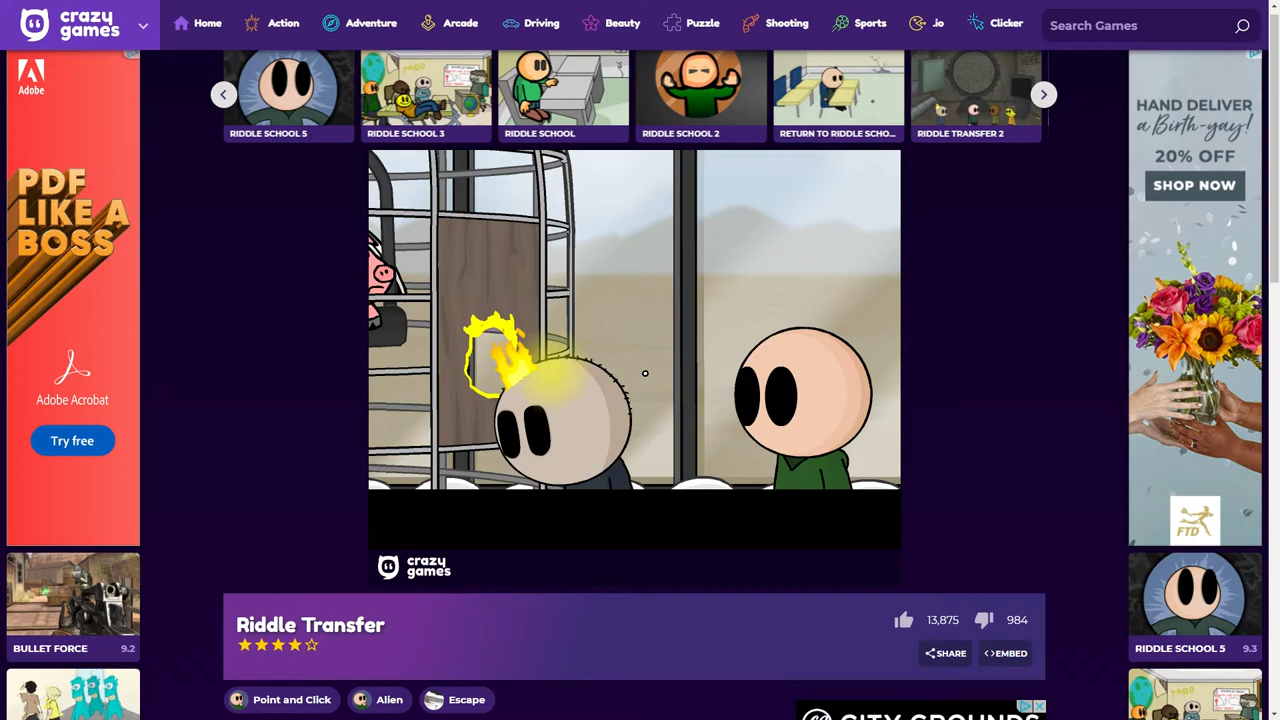 crazy
games
Home
Action
Adventure
Arcade
Driving
Beauty
Puzzle
Shooting
Sports
.io
Clicker
Search Games
Adobe
PDF
LIKE A
BOSS
Adobe Acrobat
Try free
RIDDLE SCHOOL 5
RIDDLE SCHOOL 3
RIDDLE SCHOOL
RIDDLE SCHOOL 2
RETURN TO RIDDLE SCHO...
RIDDLE TRANSFER 2
HAND DELIVER
a Birth-yay!
20% OFF
SHOP NOW
FTD
crazy
games
Riddle Transfer
13,875
984
SHARE
EMBED
BULLET FORCE 9.2
RIDDLE SCHOOL 5 9.3
Point and Click
Alien
Escape
CITY GROUNDS